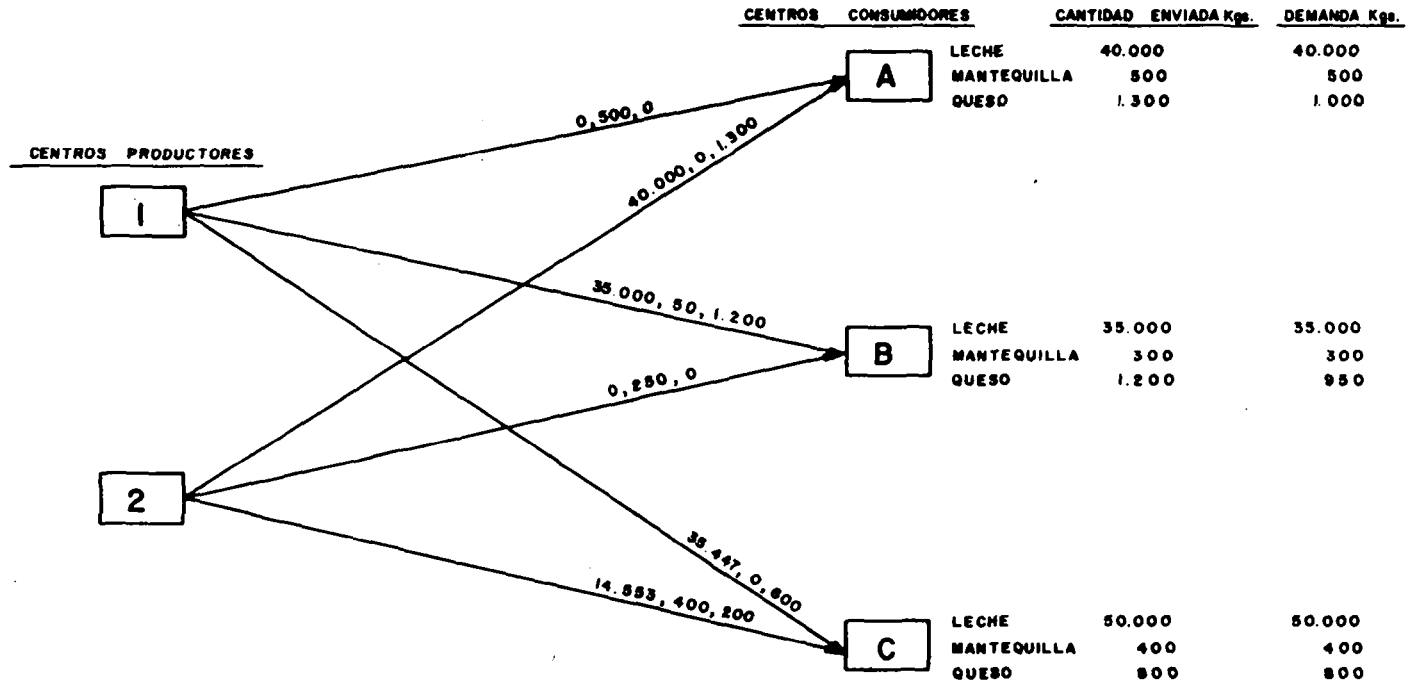 CENTROS CONSUMIDORES CANTIDAD ENVIADA Kgs. DEMANDA Kgs.
A
LECHE 40.000 40.000
MANTEQUILLA 500 500
QUESO 1.300 1.000
0,500,0
40.000,0,1.300
CENTROS PRODUCTORES
1
35.000, 50, 1.200
B
LECHE 35.000 35.000
MANTEQUILLA 300 300
QUESO 1.200 950
0,250,0
2
35.447, 0, 600
14.553, 400, 200
C
LECHE 50.000 50.000
MANTEQUILLA 400 400
QUESO 800 800